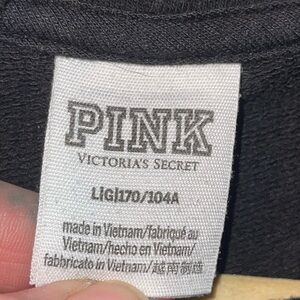 PINK
VICTORIA'S SECRET
L|G|170/104A
made in Vietnam/fabriqué au
Vietnam/hecho en Vietnam/
fabbricato in Vietnam/